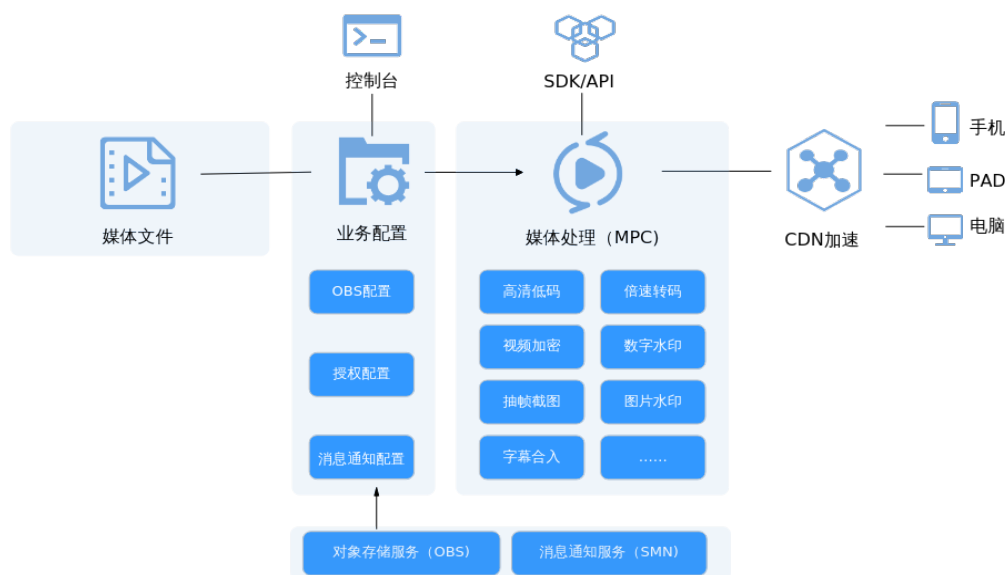 控制台
SDK/API
媒体文件
业务配置
媒体处理（MPC)
CDN加速
手机
PAD
电脑
OBS配置
授权配置
消息通知配置
高清低码
倍速转码
视频加密
数字水印
抽帧截图
图片水印
字幕合入
......
对象存储服务（OBS)
消息通知服务（SMN)